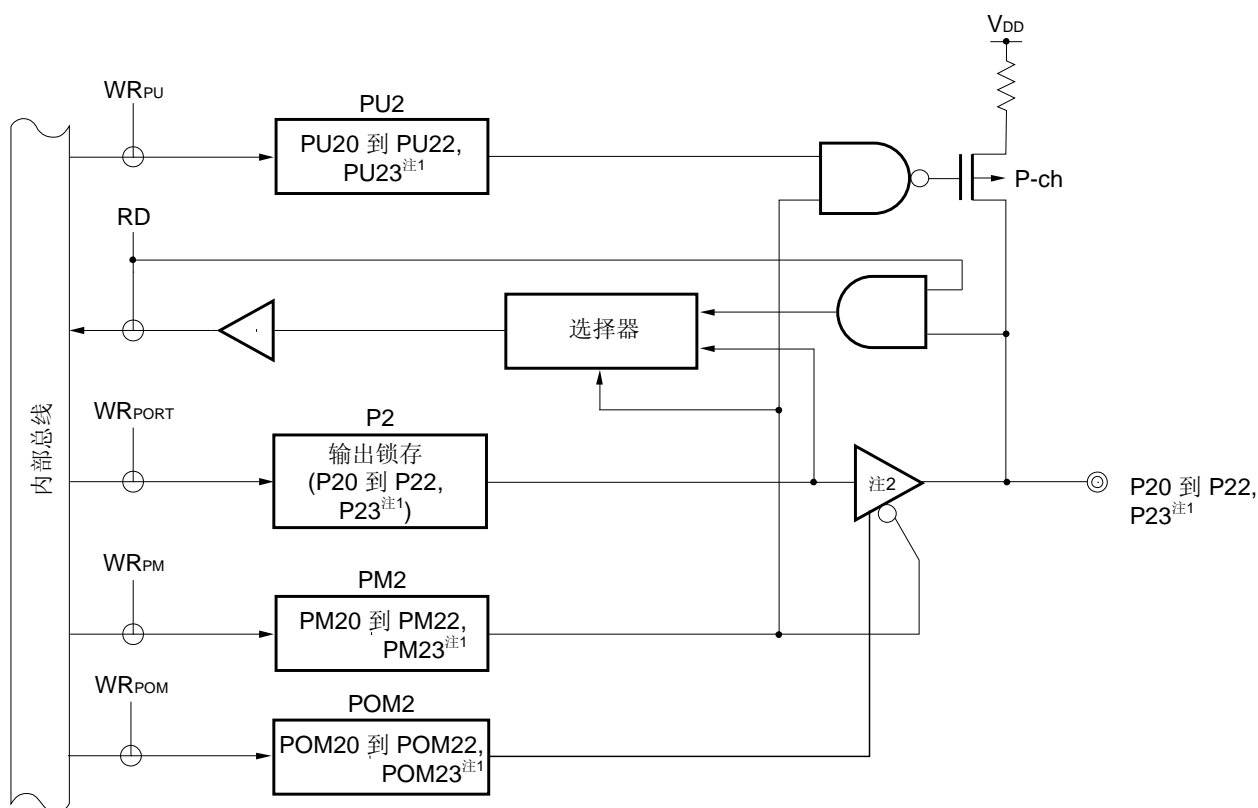 VDD
WRPU
PU2
PU20 到 PU22,
PU23注1
P-ch
RD
选择器
WRPORT
P2
输出锁存
(P20 到 P22,
P23注1)
注2
P20 到 P22,
P23注1
内部总线
WRPM
PM2
PM20 到 PM22,
PM23注1
WRPOM
POM2
POM20 到 POM22,
POM23注1